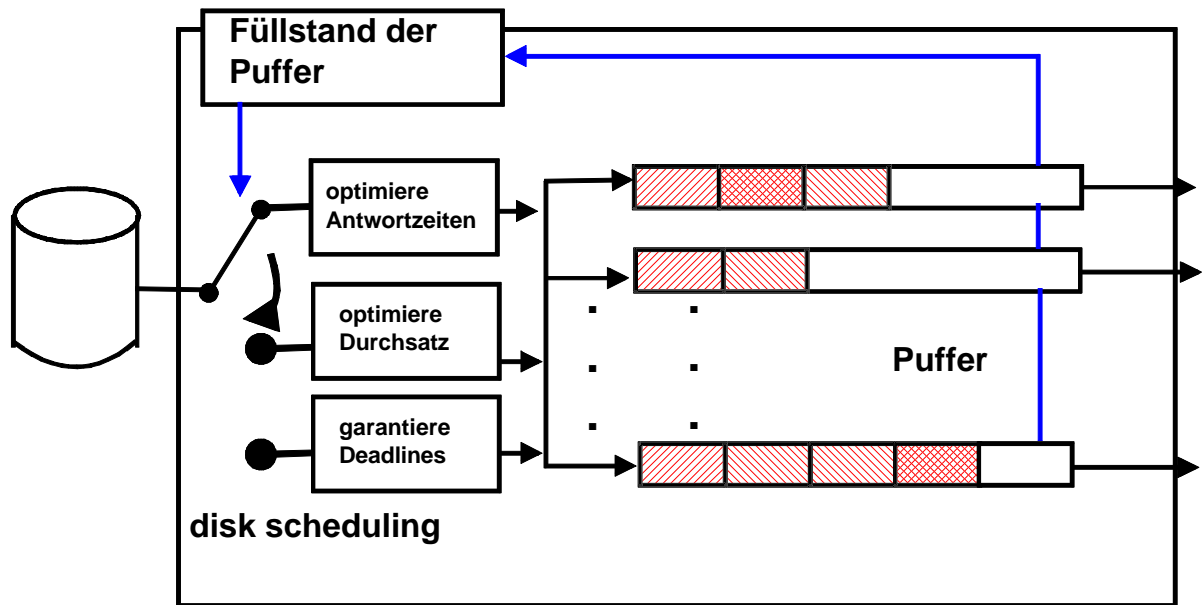 Füllstand der
Puffer
optimiere
Antwortzeiten
optimiere
Durchsatz
Puffer
garantiere
Deadlines
disk scheduling